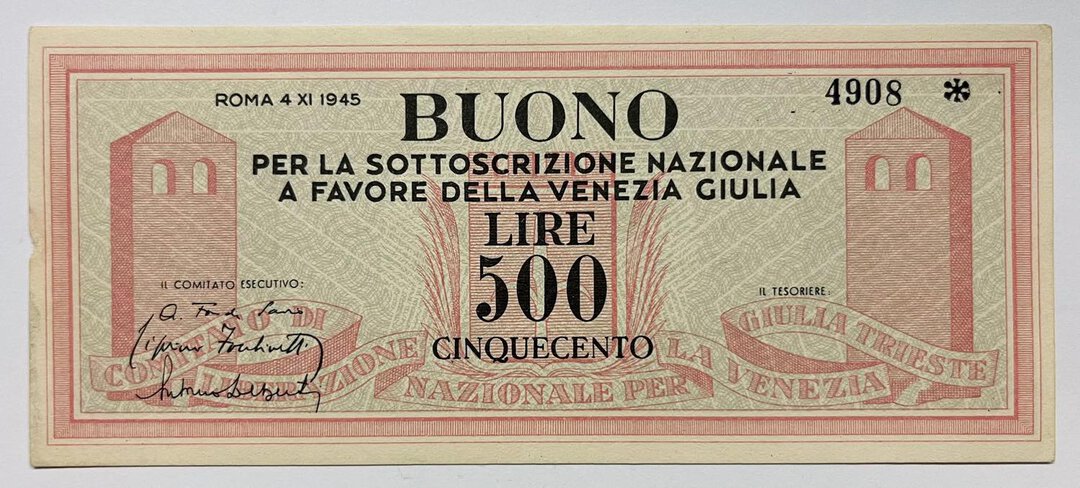 ROMA 4 XI 1945
4908 *
BUONO
PER LA SOTTOSCRIZIONE NAZIONALE
A FAVORE DELLA VENEZIA GIULIA
LIRE
500
CINQUECENTO
IL COMITATO ESECUTIVO:
IL TESORIERE:
DI
NAZIONALE PER
LA VENEZIA
GIULIA TRIESTE